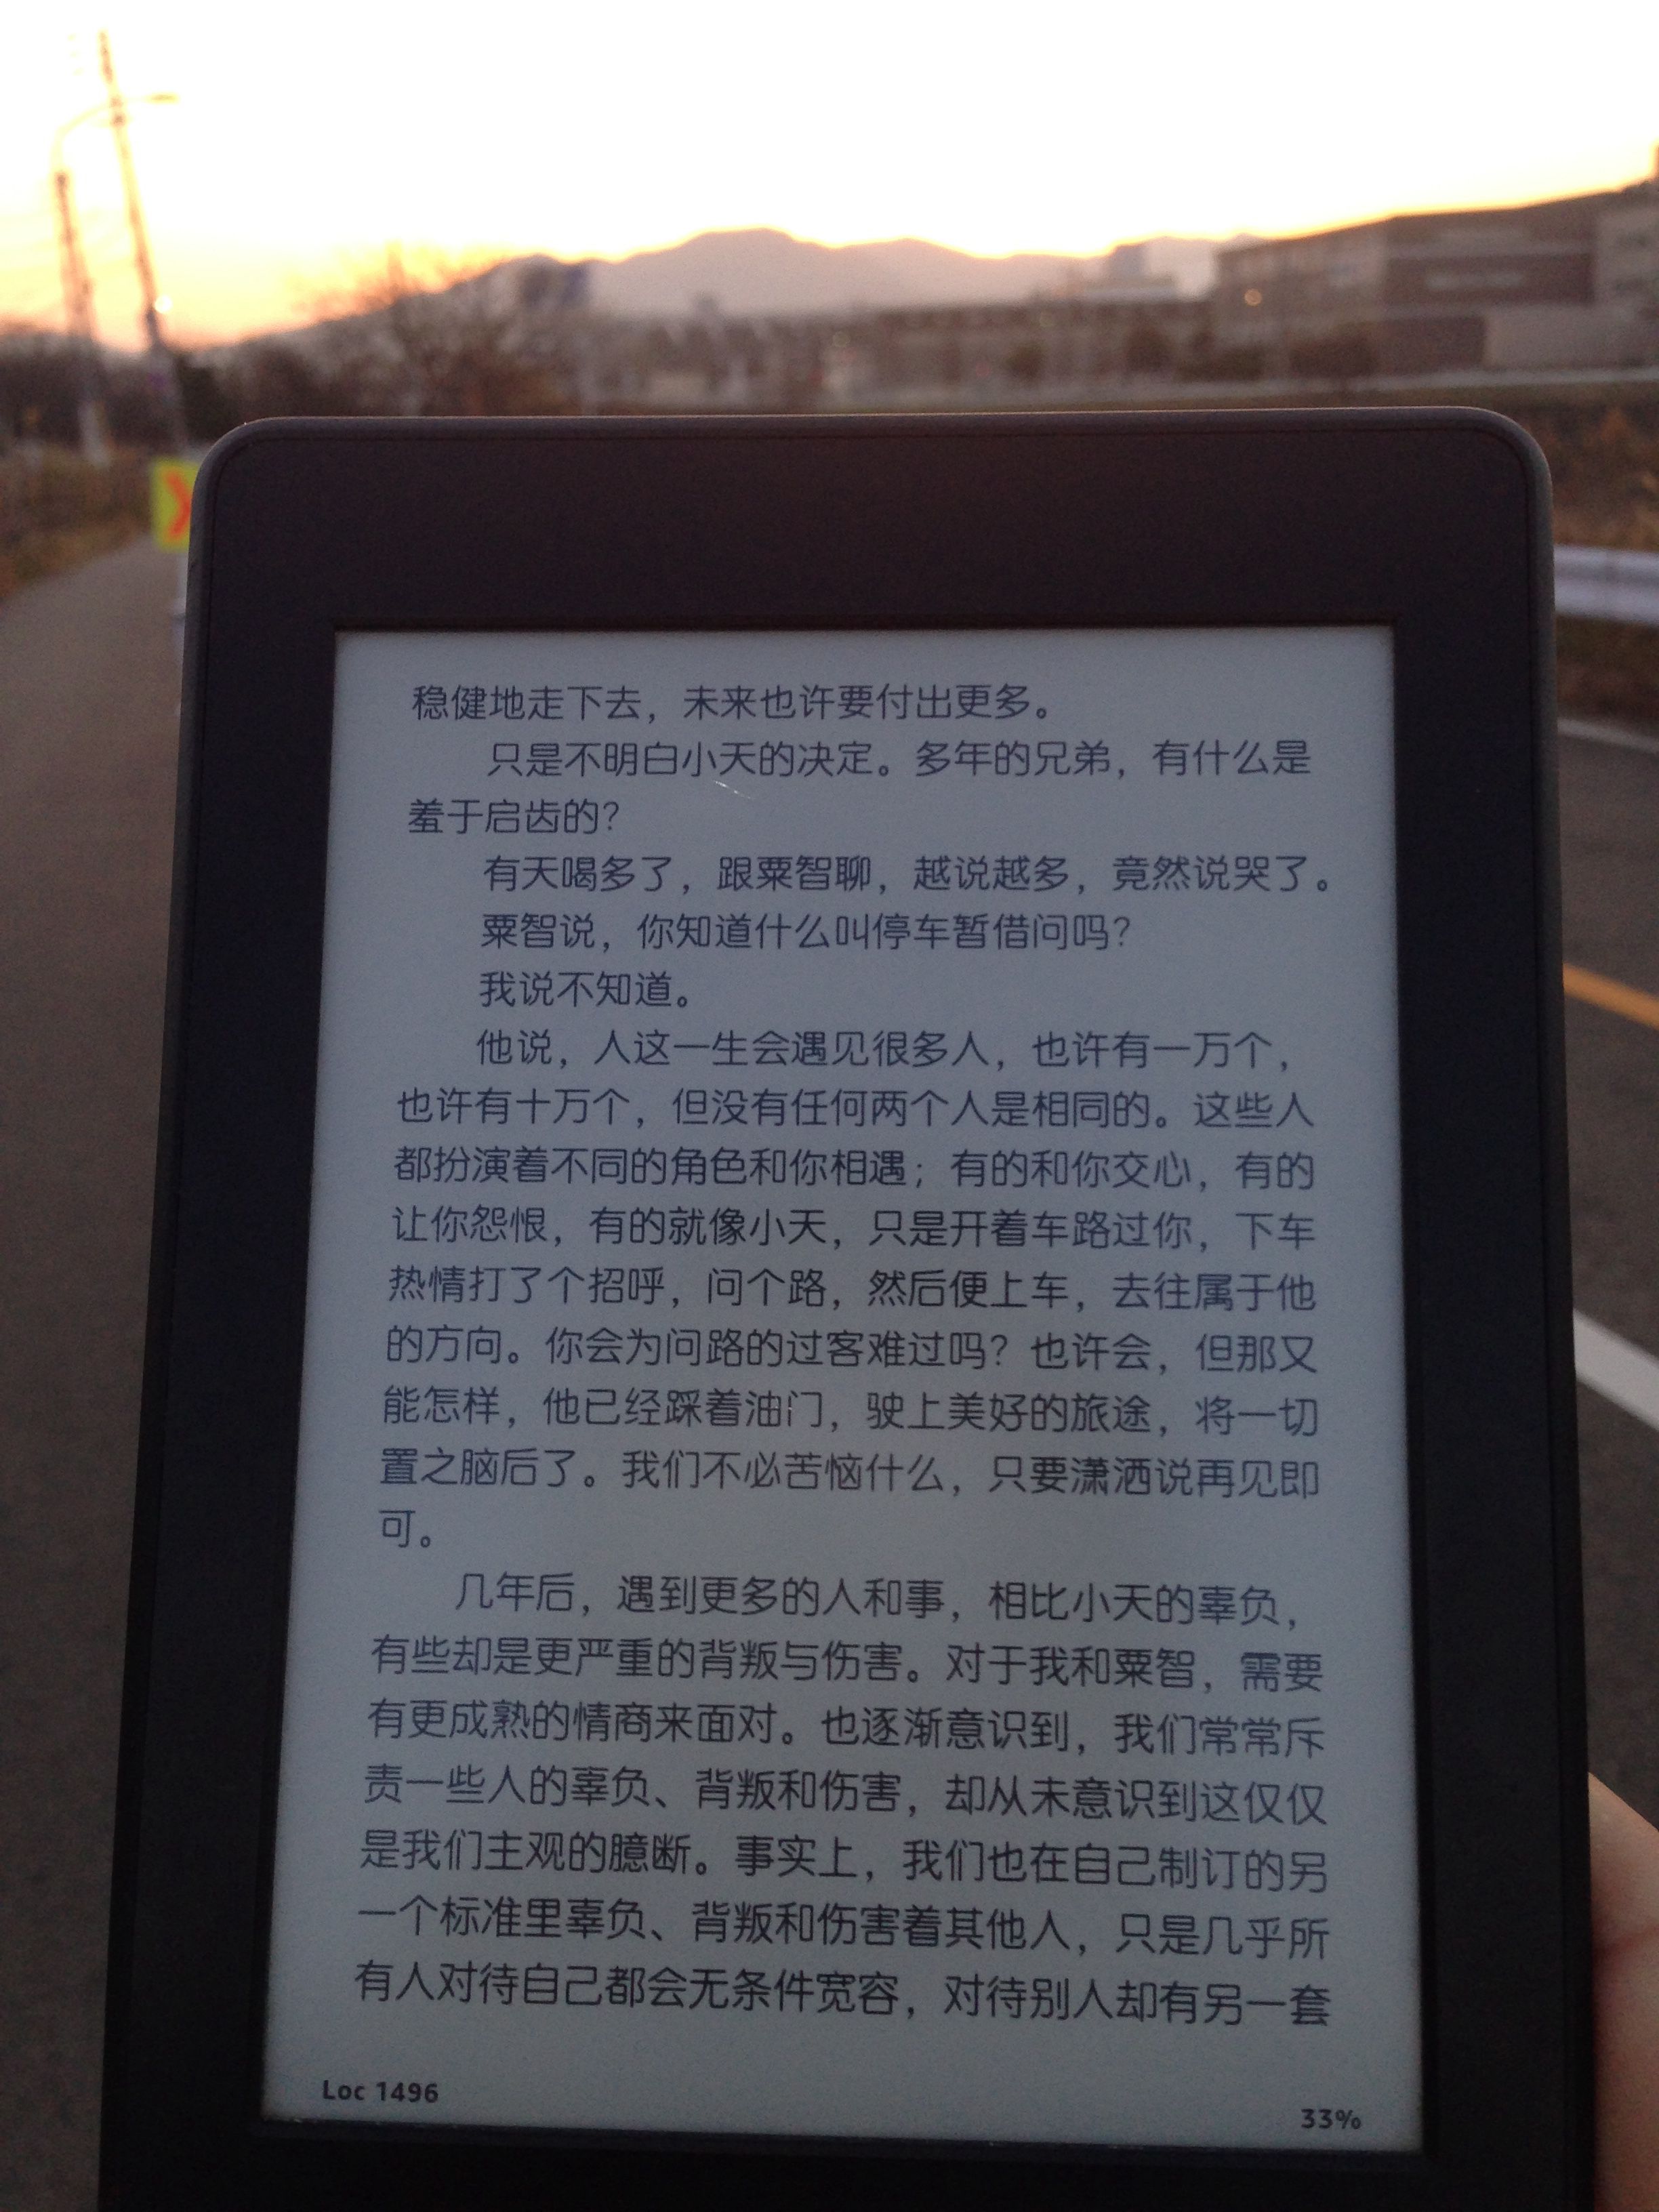 稳健地走下去，未来也许要付出更多。
只是不明白小天的决定。多年的兄弟，有什么是
羞于启齿的？
有天喝多了，跟粟智聊，越说越多，竟然说哭了。
粟智说，你知道什么叫停车暂借问吗？
我说不知道。
他说，人这一生会遇见很多人，也许有一万个，
也许有十万个，但没有任何两个人是相同的。这些人
都扮演着不同的角色和你相遇；有的和你交心，有的
让你怨恨，有的就像小天，只是开着车路过你，下车
热情打了个招呼，问个路，然后便上车，去往属于他
的方向。你会为问路的过客难过吗？也许会，但那又
能怎样，他已经踩着油门，驶上美好的旅途，将一切
置之脑后了。我们不必苦恼什么，只要潇洒说再见即
可。
几年后，遇到更多的人和事，相比小天的辜负，
有些却是更严重的背叛与伤害。对于我和粟智，需要
有更成熟的情商来面对。也逐渐意识到，我们常常斥
责一些人的辜负、背叛和伤害，却从未意识到这仅仅
是我们主观的臆断。事实上，我们也在自己制订的另
一个标准里辜负、背叛和伤害着其他人，只是几乎所
有人对待自己都会无条件宽容，对待别人却有另一套
Loc 1496
33%